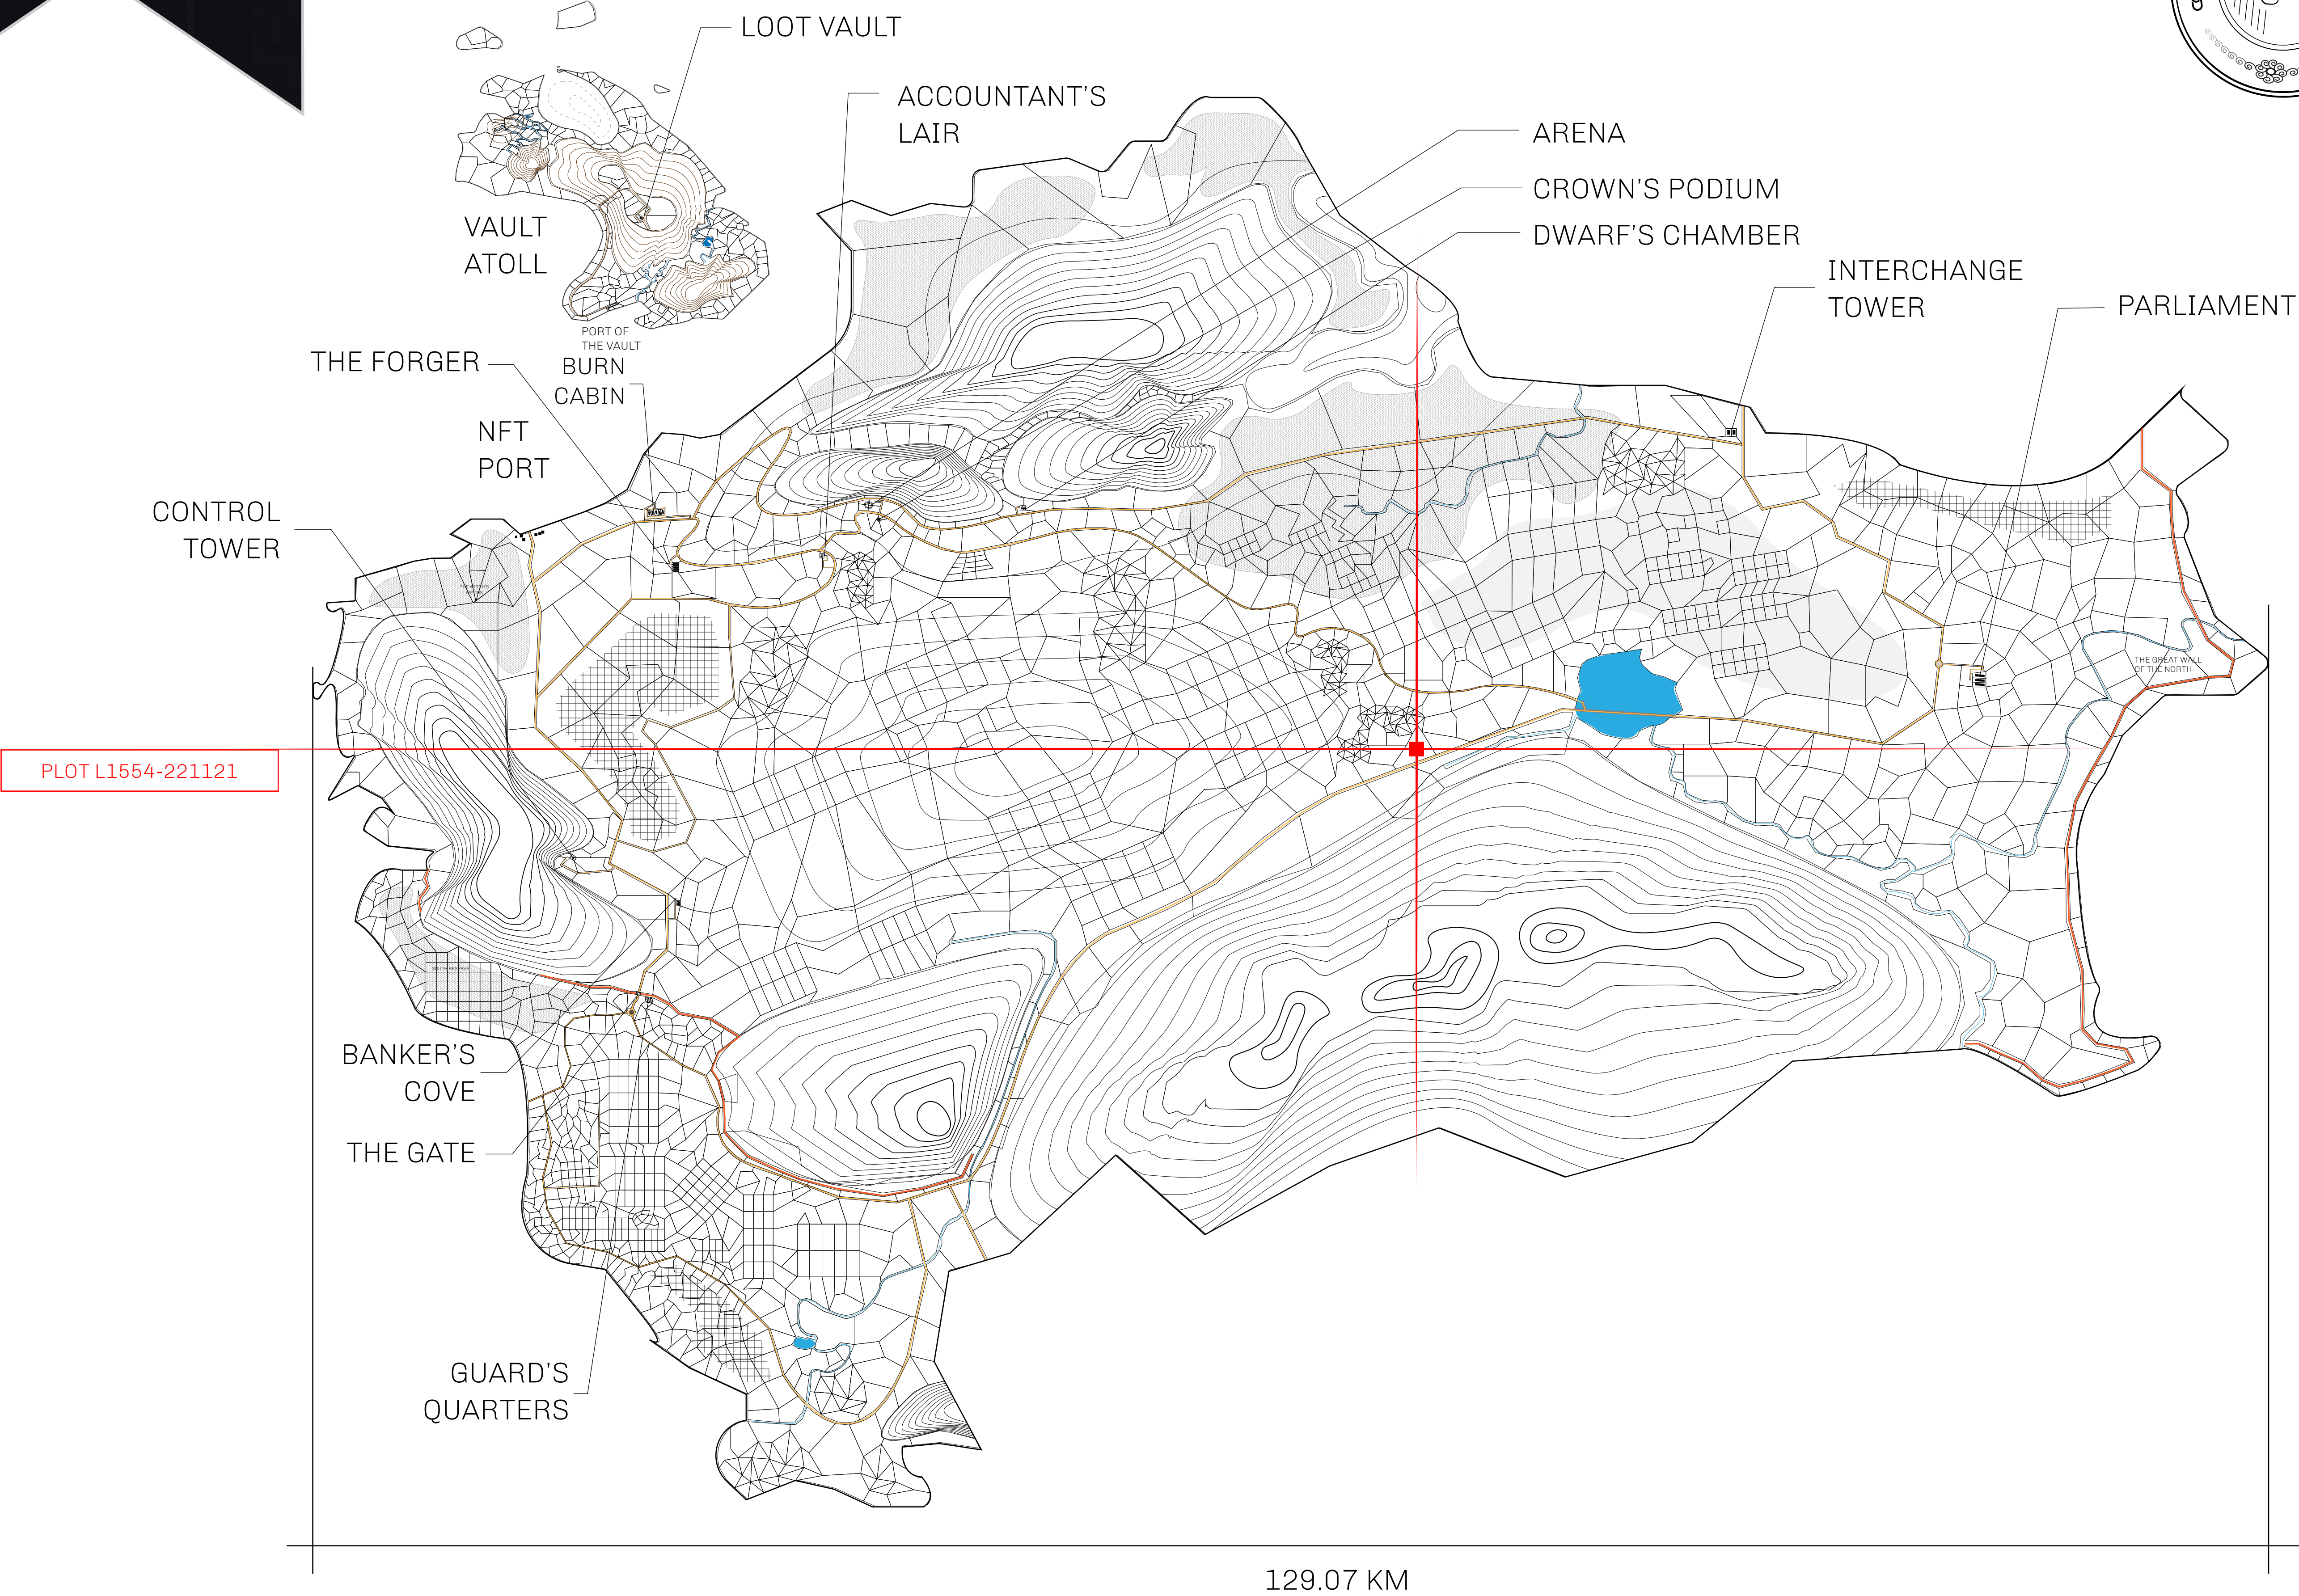 LOOT VAULT
ACCOUNTANT'S
LAIR
ARENA
CROWN'S PODIUM
DWARF'S CHAMBER
VAULT
ATOLL
INTERCHANGE
TOWER
PARLIAMENT
PORT OF
THE VAULT
THE FORGER
BURN
CABIN
NFT
PORT
CONTROL
TOWER
THE GREAT WALL
OF THE NORTH
PLOT L1554-221121
SOUTH RESERVE
BANKER'S
COVE
THE GATE
GUARD'S
QUARTERS
129.07 KM